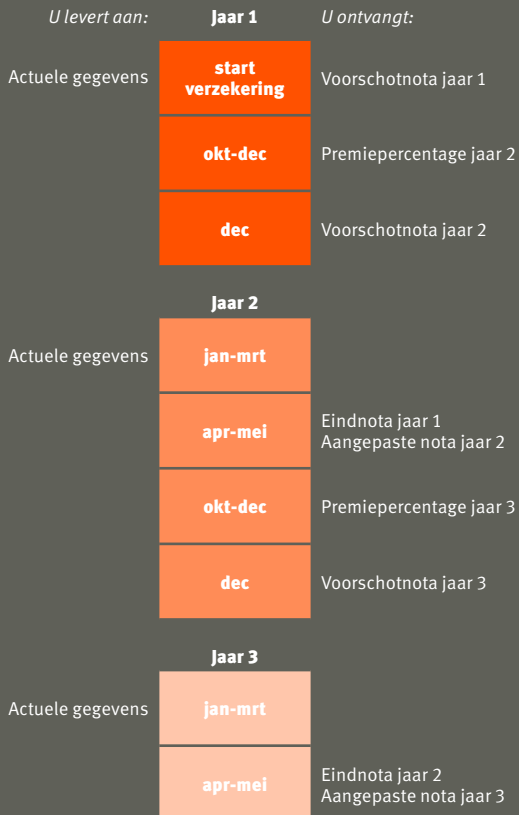 U levert aan: Jaar 1 U ontvangt:
Actuele gegevens start verzekering Voorschotnota jaar 1
okt-dec Premiepercentage jaar 2
dec Voorschotnota jaar 2
Jaar 2
Actuele gegevens jan-mrt
apr-mei Eindnota jaar 1
Aangepaste nota jaar 2
okt-dec Premiepercentage jaar 3
dec Voorschotnota jaar 3
Jaar 3
Actuele gegevens jan-mrt
apr-mei Eindnota jaar 2
Aangepaste nota jaar 3